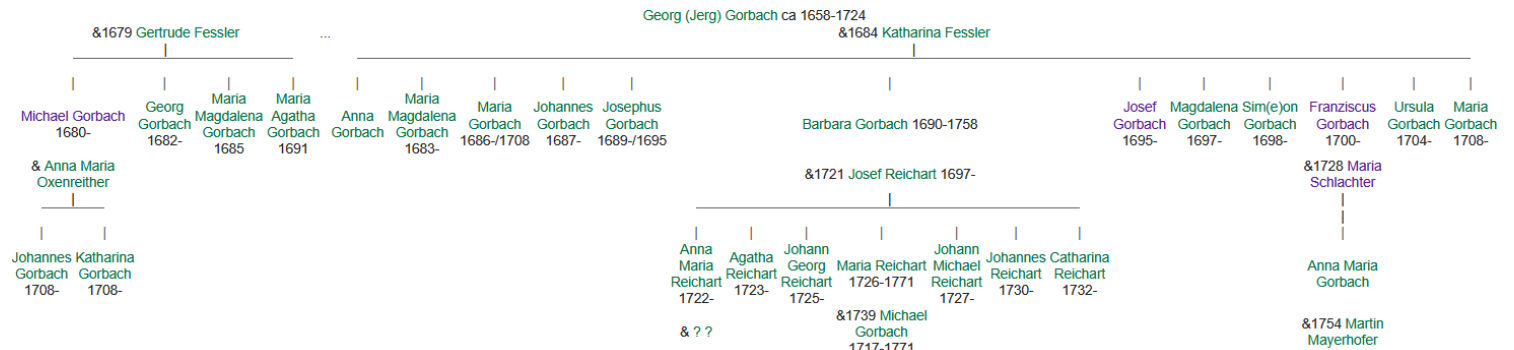 Georg (Jerg) Gorbach ca 1658-1724
&1679 Gertrude Fessler ... &1684 Katharina Fessler
Michael Gorbach
1680-
Georg
Gorbach
1682-
Maria
Magdalena
Gorbach
1685
Maria
Agatha
Gorbach
1691
Anna
Gorbach
Maria
Magdalena
Gorbach
1683-
Maria
Gorbach
1686-/1708
Johannes
Gorbach
1687-
Josephus
Gorbach
1689-/1695
Barbara Gorbach 1690-1758
Josef
Gorbach
1695-
Magdalena
Gorbach
1697-
Sim(e)on
Gorbach
1698-
Franziscus
Gorbach
1700-
Ursula
Gorbach
1704-
Maria
Gorbach
1708-
& Anna Maria
Oxenreither
&1721 Josef Reichart 1697-
&1728 Maria
Schlachter
Johannes
Gorbach
1708-
Katharina
Gorbach
1708-
Anna
Maria
Reichart
1722-
Agatha
Reichart
1723-
Johann
Georg
Reichart
1725-
Maria Reichart
1726-1771
Johann
Michael
Reichart
1727-
Johannes
Reichart
1730-
Catharina
Reichart
1732-
Anna Maria
Gorbach
& ? ?
&1739 Michael
Gorbach
1717-1771
&1754 Martin
Mayerhofer